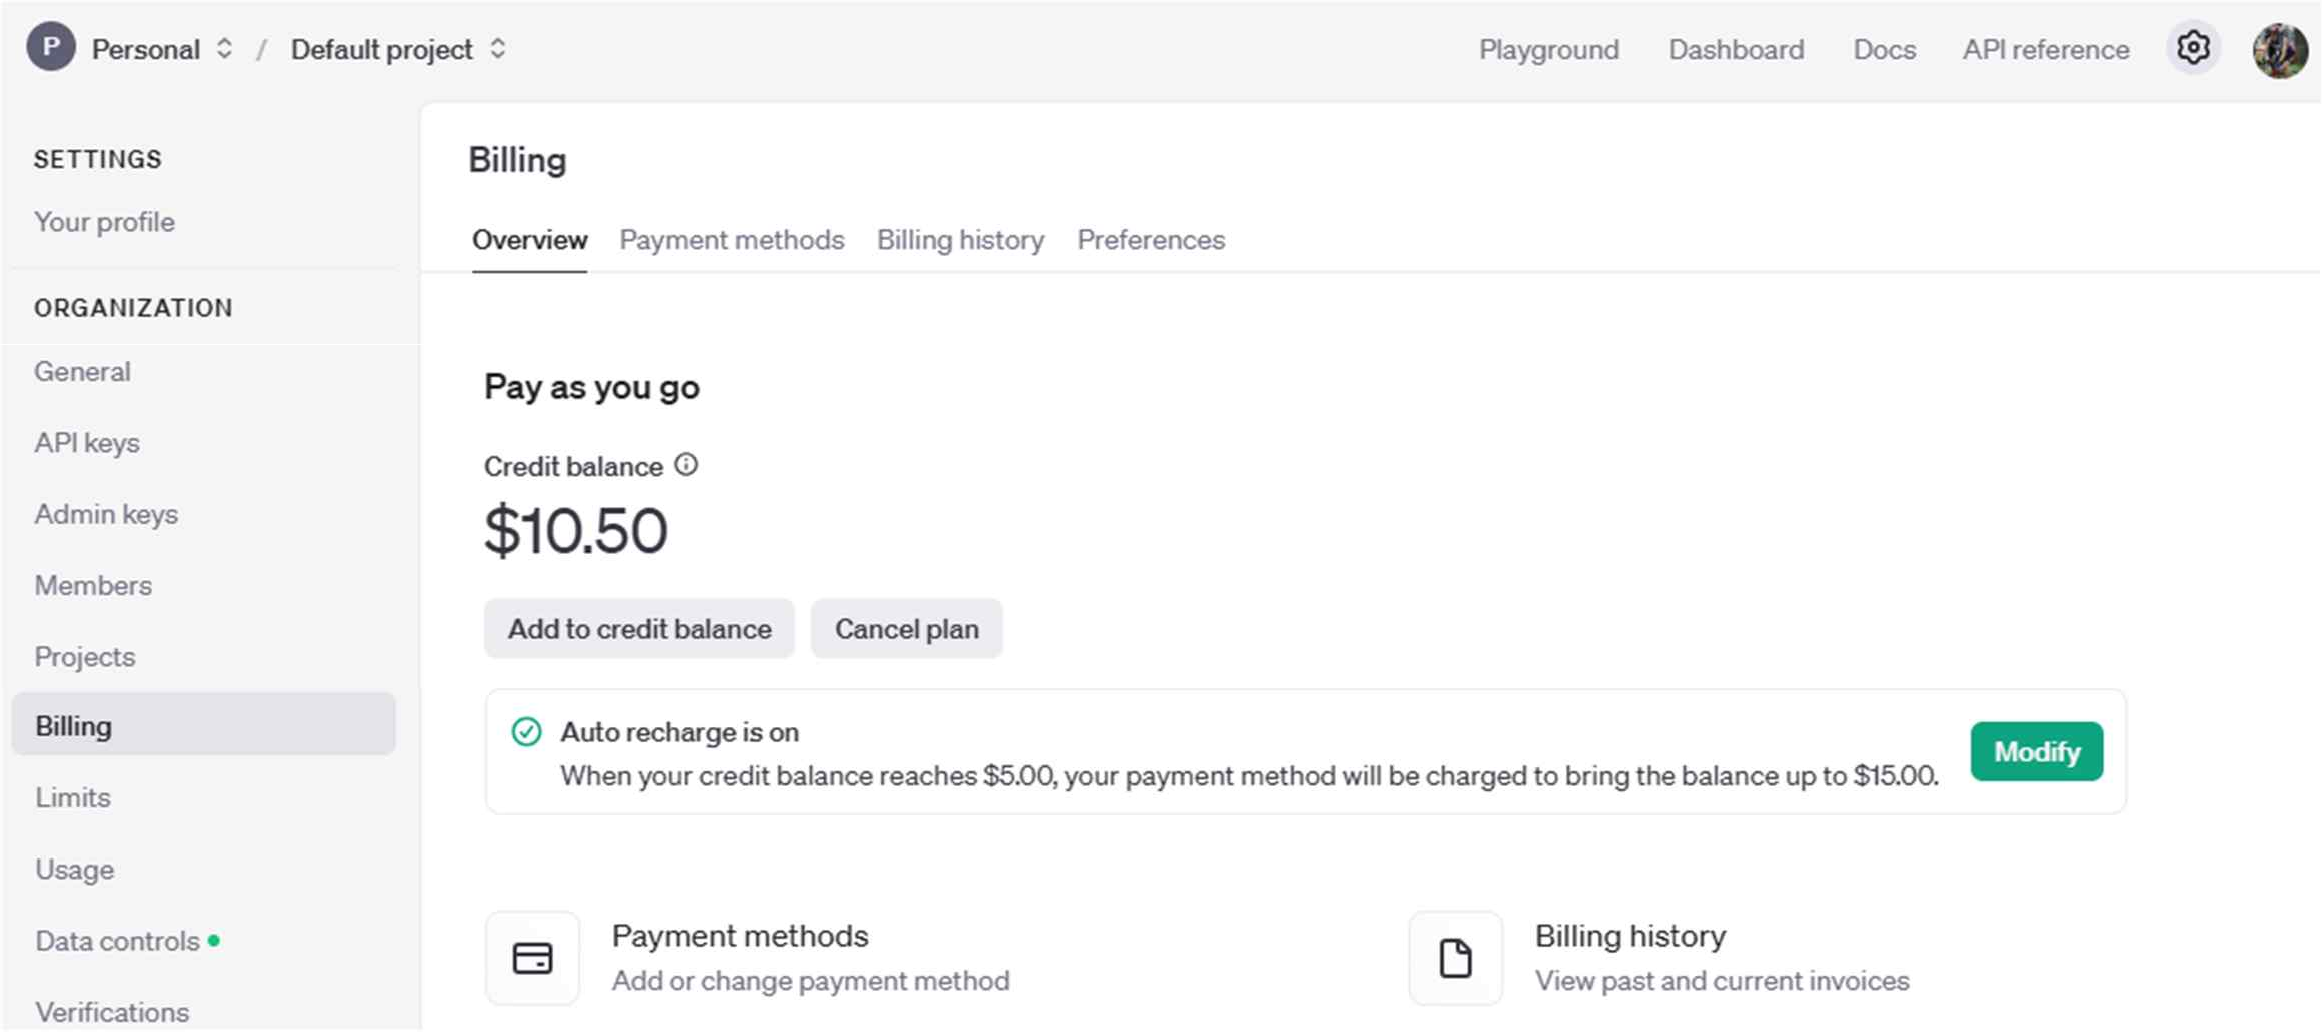 P Personal / Default project
Playground Dashboard Docs API reference
SETTINGS
Your profile
ORGANIZATION
General
API keys
Admin keys
Members
Projects
Billing
Limits
Usage
Data controls
Verifications
Billing
Overview Payment methods Billing history Preferences
Pay as you go
Credit balance
$10.50
Add to credit balance Cancel plan
Auto recharge is on
When your credit balance reaches $5.00, your payment method will be charged to bring the balance up to $15.00.
Modify
Payment methods
Add or change payment method
Billing history
View past and current invoices